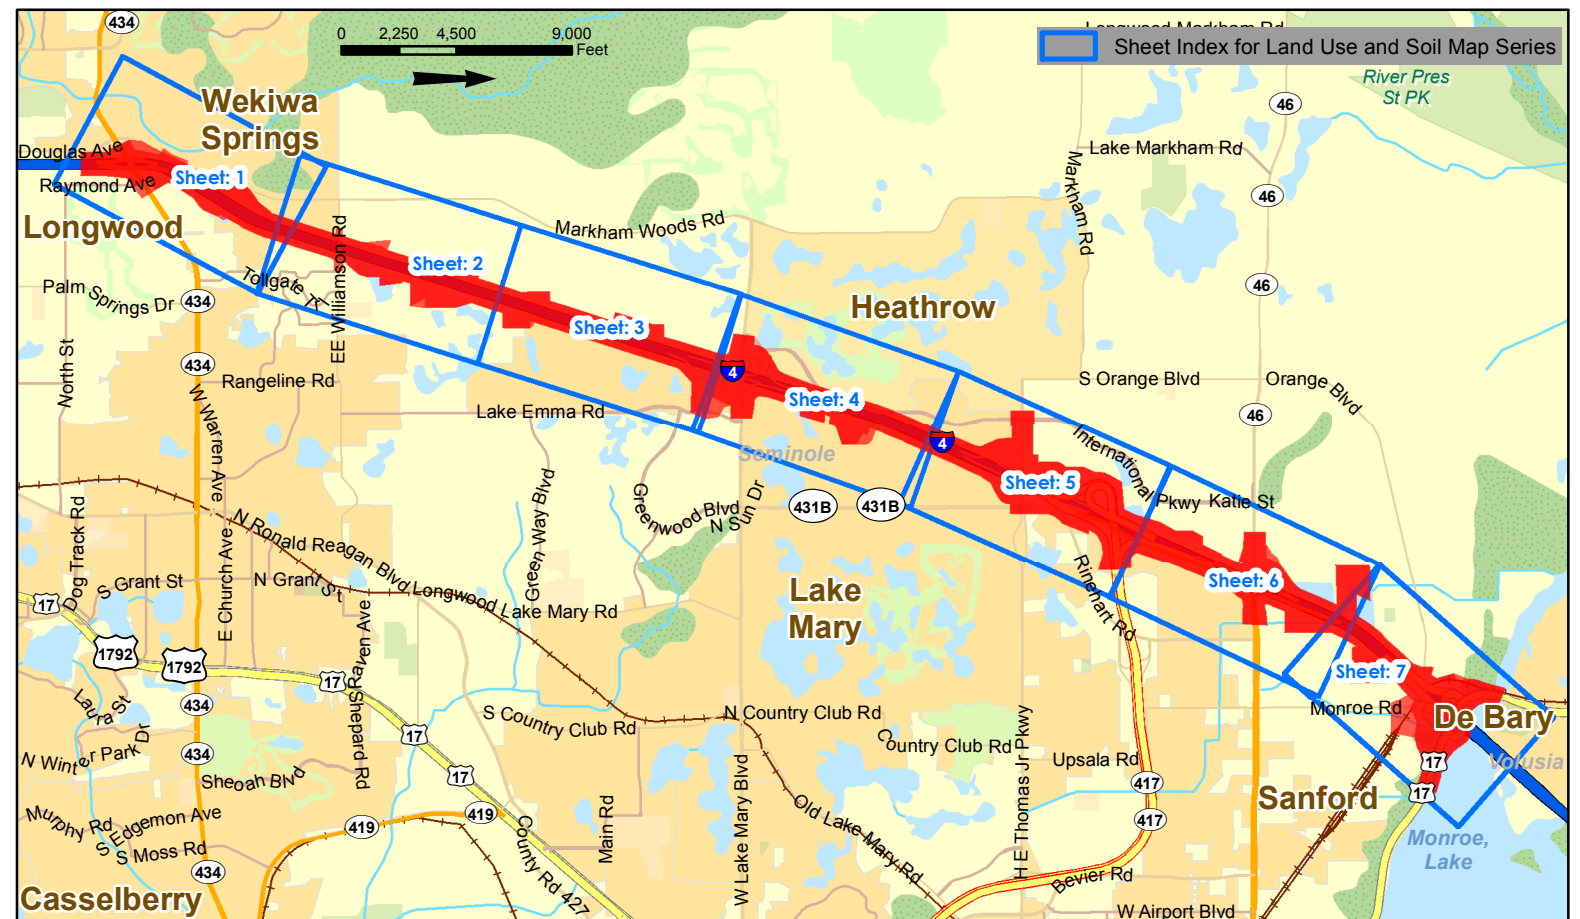 434
0 2,250 4,500 9,000
Feet
Longwood Markham Rd
Sheet Index for Land Use and Soil Map Series
River Pres
St PK
46
Wekiwa
Springs
Douglas Ave
Raymond Ave
Sheet: 1
Lake Markham Rd
Markham Rd
46
Longwood
Markham Woods Rd
EE Williamson Rd
Sheet: 2
Tollgate Tr
Palm Springs Dr
434
46
Heathrow
Sheet: 3
North St
434
Rangeline Rd
4
S Orange Blvd
Orange Blvd
Sheet: 4
46
W Warren Ave
Lake Emma Rd
4
Seminole
International Pkwy
Katie St
Sheet: 5
Dog Track Rd
Green Way Blvd
Greenwood Blvd
N Sun Dr
431B
431B
N Ronald Reagan Blvd
E Church Ave
S Grant St
N Grant St
Longwood Lake Mary Rd
Lake
Mary
Rinehart Rd
Sheet: 6
17
1792
1792
Raven Ave
S Shepard Rd
17
Sheet: 7
Laura St
434
S Country Club Rd
N Country Club Rd
Monroe Rd
De Bary
17
Country Club Rd
H E Thomas Jr Pkwy
Upsala Rd
Volusia
N Winter Park Dr
434
Sheoah Blvd
17
W Lake Mary Blvd
417
17
17
Sanford
Murphy Rd
S Edgemon Ave
419
419
Old Lake Mary Rd
417
Monroe,
Lake
S Moss Rd
County Rd 427
Main Rd
434
Bevier Rd
Casselberry
W Airport Blvd